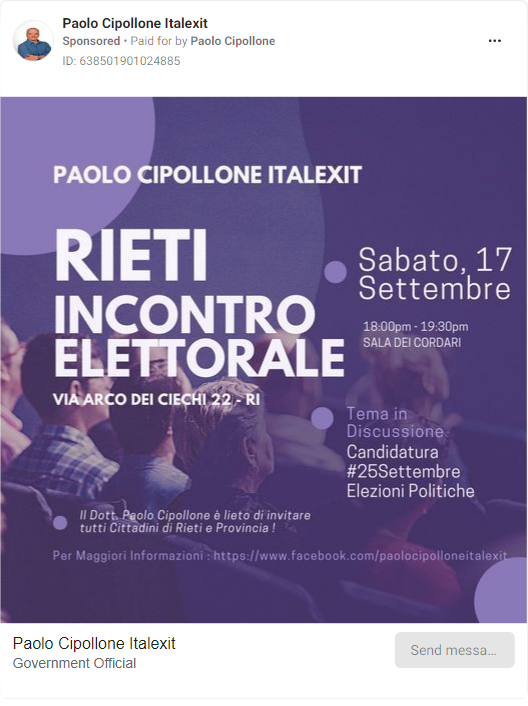 Paolo Cipollone Italexit
Sponsored • Paid for by Paolo Cipollone
ID: 638501901024885
PAOLO CIPOLLONE ITALEXIT
RIETI
INCONTRO
ELETTORALE
VIA ARCO DEI CIECHI 22 - RI
Sabato, 17
Settembre
18:00pm - 19:30pm
SALA DEI CORDARI
Tema in
Discussione
Candidatura
#25Settembre
Elezioni Politiche
Il Dott. Paolo Cipollone è lieto di invitare
tutti Cittadini di Rieti e Provincia !
Per Maggiori Informazioni : https://www.facebook.com/paolocipolloneitalexit
Paolo Cipollone Italexit
Government Official
Send messa...